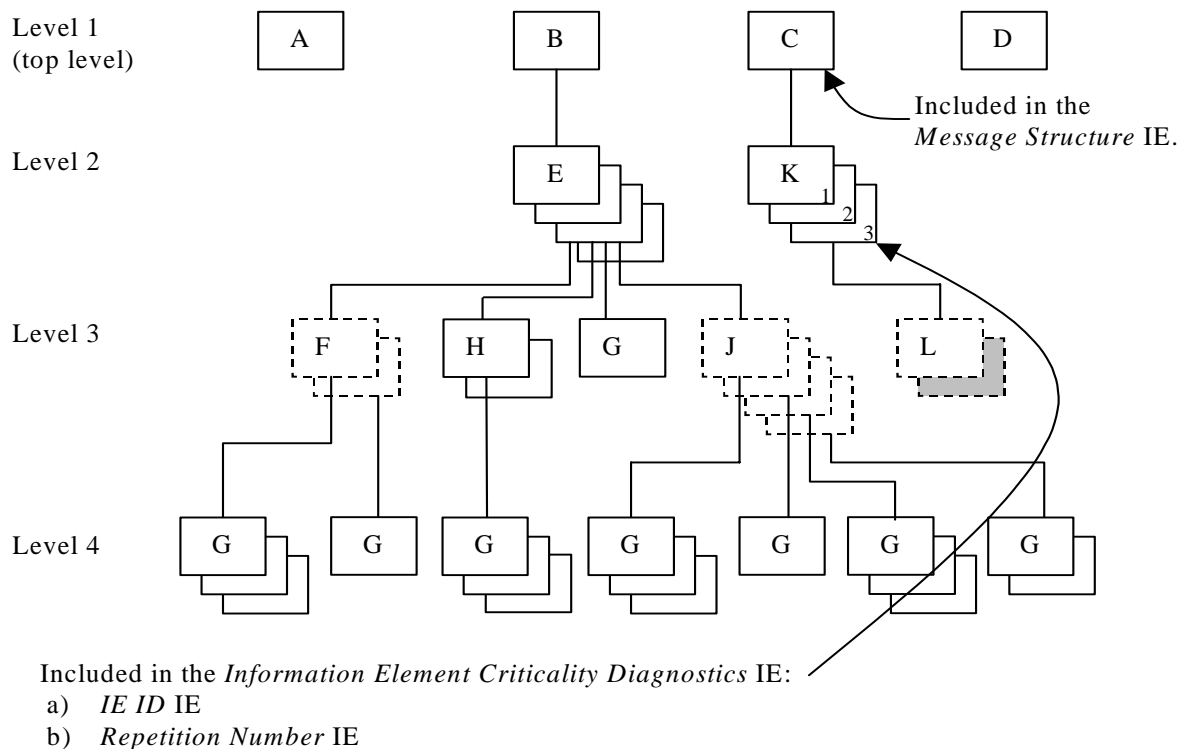 Level 1
(top level)
A
B
C
D
Included in the
Message Structure IE.
Level 2
E
K
1
2
3
Level 3
F
H
G
J
L
Level 4
G
G
G
G
G
G
G
Included in the Information Element Criticality Diagnostics IE:
a) IE ID IE
b) Repetition Number IE